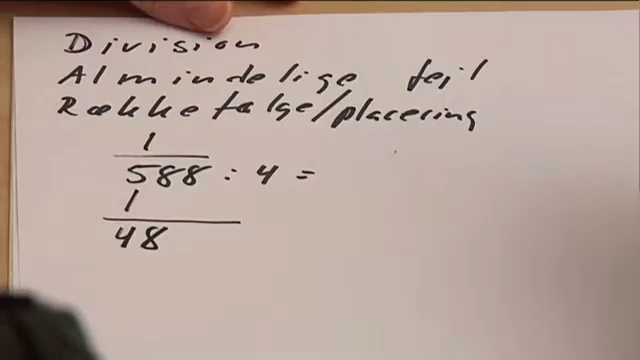 Division
Almindelige fejl
Rækkefølge/placering
1
588 : 4 =
1
48